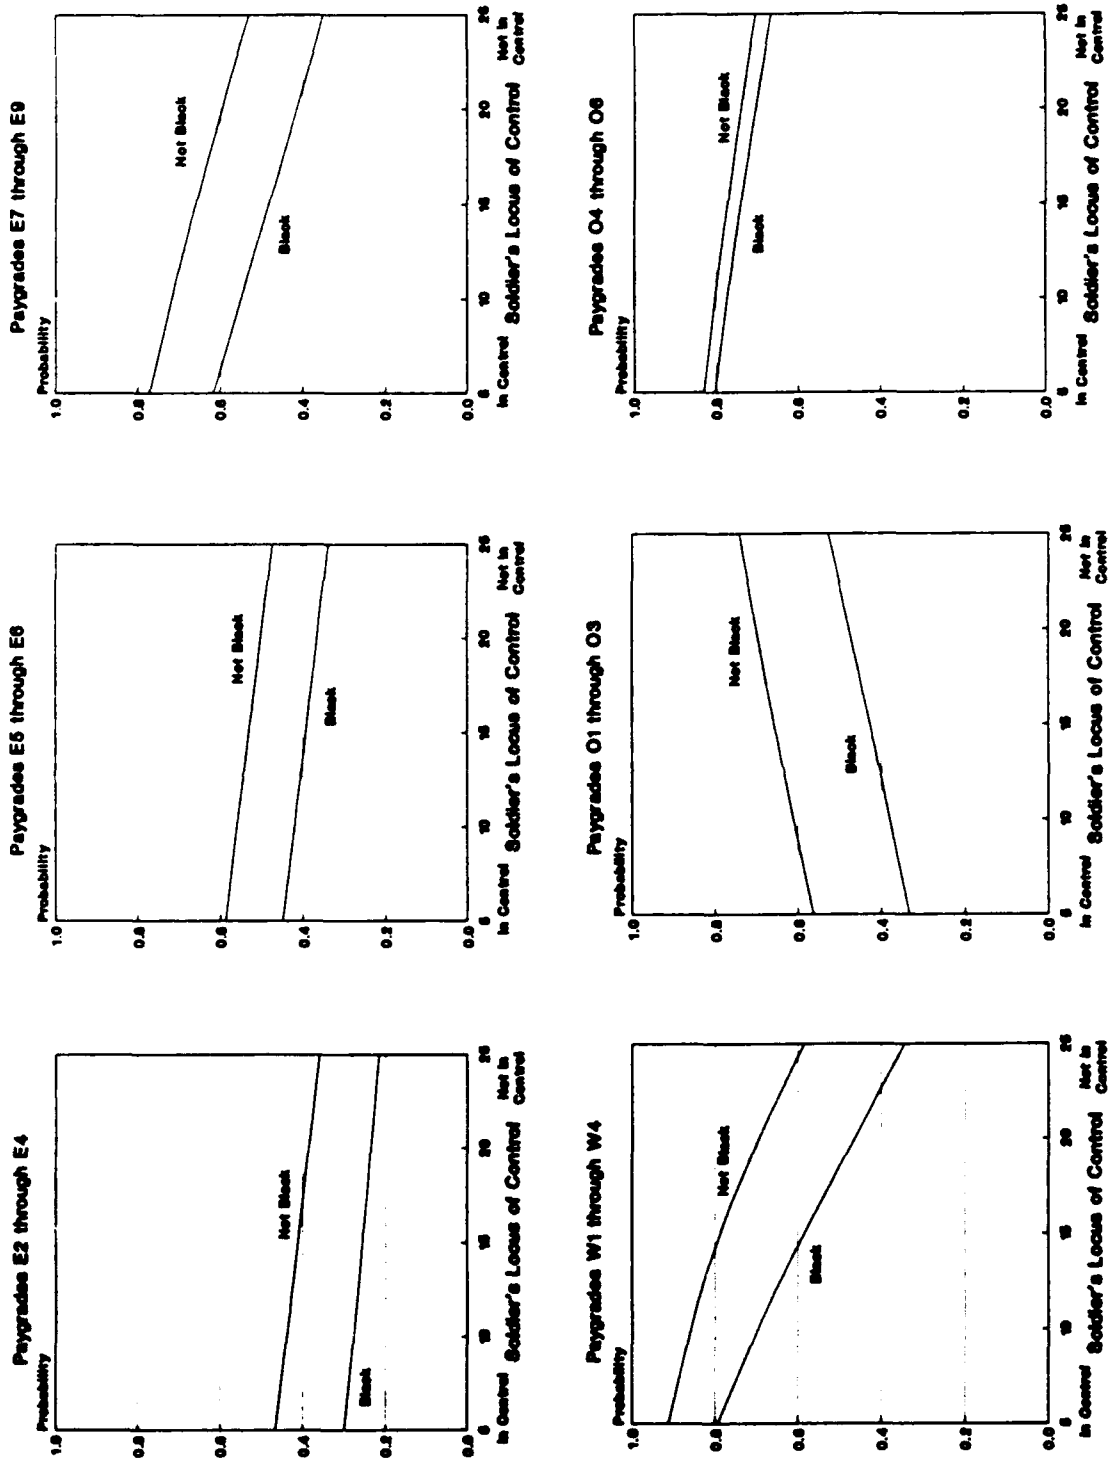 Paygrades E2 through E4
Probability
1.0
0.8
0.6
0.4
0.2
0.0
Not Black
Black
5 10 15 20 25
In Control Soldier's Locus of Control Not in
Control
Paygrades E5 through E6
Probability
1.0
0.8
0.6
0.4
0.2
0.0
Not Black
Black
5 10 15 20 25
In Control Soldier's Locus of Control Not in
Control
Paygrades E7 through E9
Probability
1.0
0.8
0.6
0.4
0.2
0.0
Not Black
Black
5 10 15 20 25
In Control Soldier's Locus of Control Not in
Control
Paygrades W1 through W4
Probability
1.0
0.8
0.6
0.4
0.2
0.0
Not Black
Black
5 10 15 20 25
In Control Soldier's Locus of Control Not in
Control
Paygrades O1 through O3
Probability
1.0
0.8
0.6
0.4
0.2
0.0
Not Black
Black
5 10 15 20 25
In Control Soldier's Locus of Control Not in
Control
Paygrades O4 through O6
Probability
1.0
0.8
0.6
0.4
0.2
0.0
Not Black
Black
5 10 15 20 25
In Control Soldier's Locus of Control Not in
Control